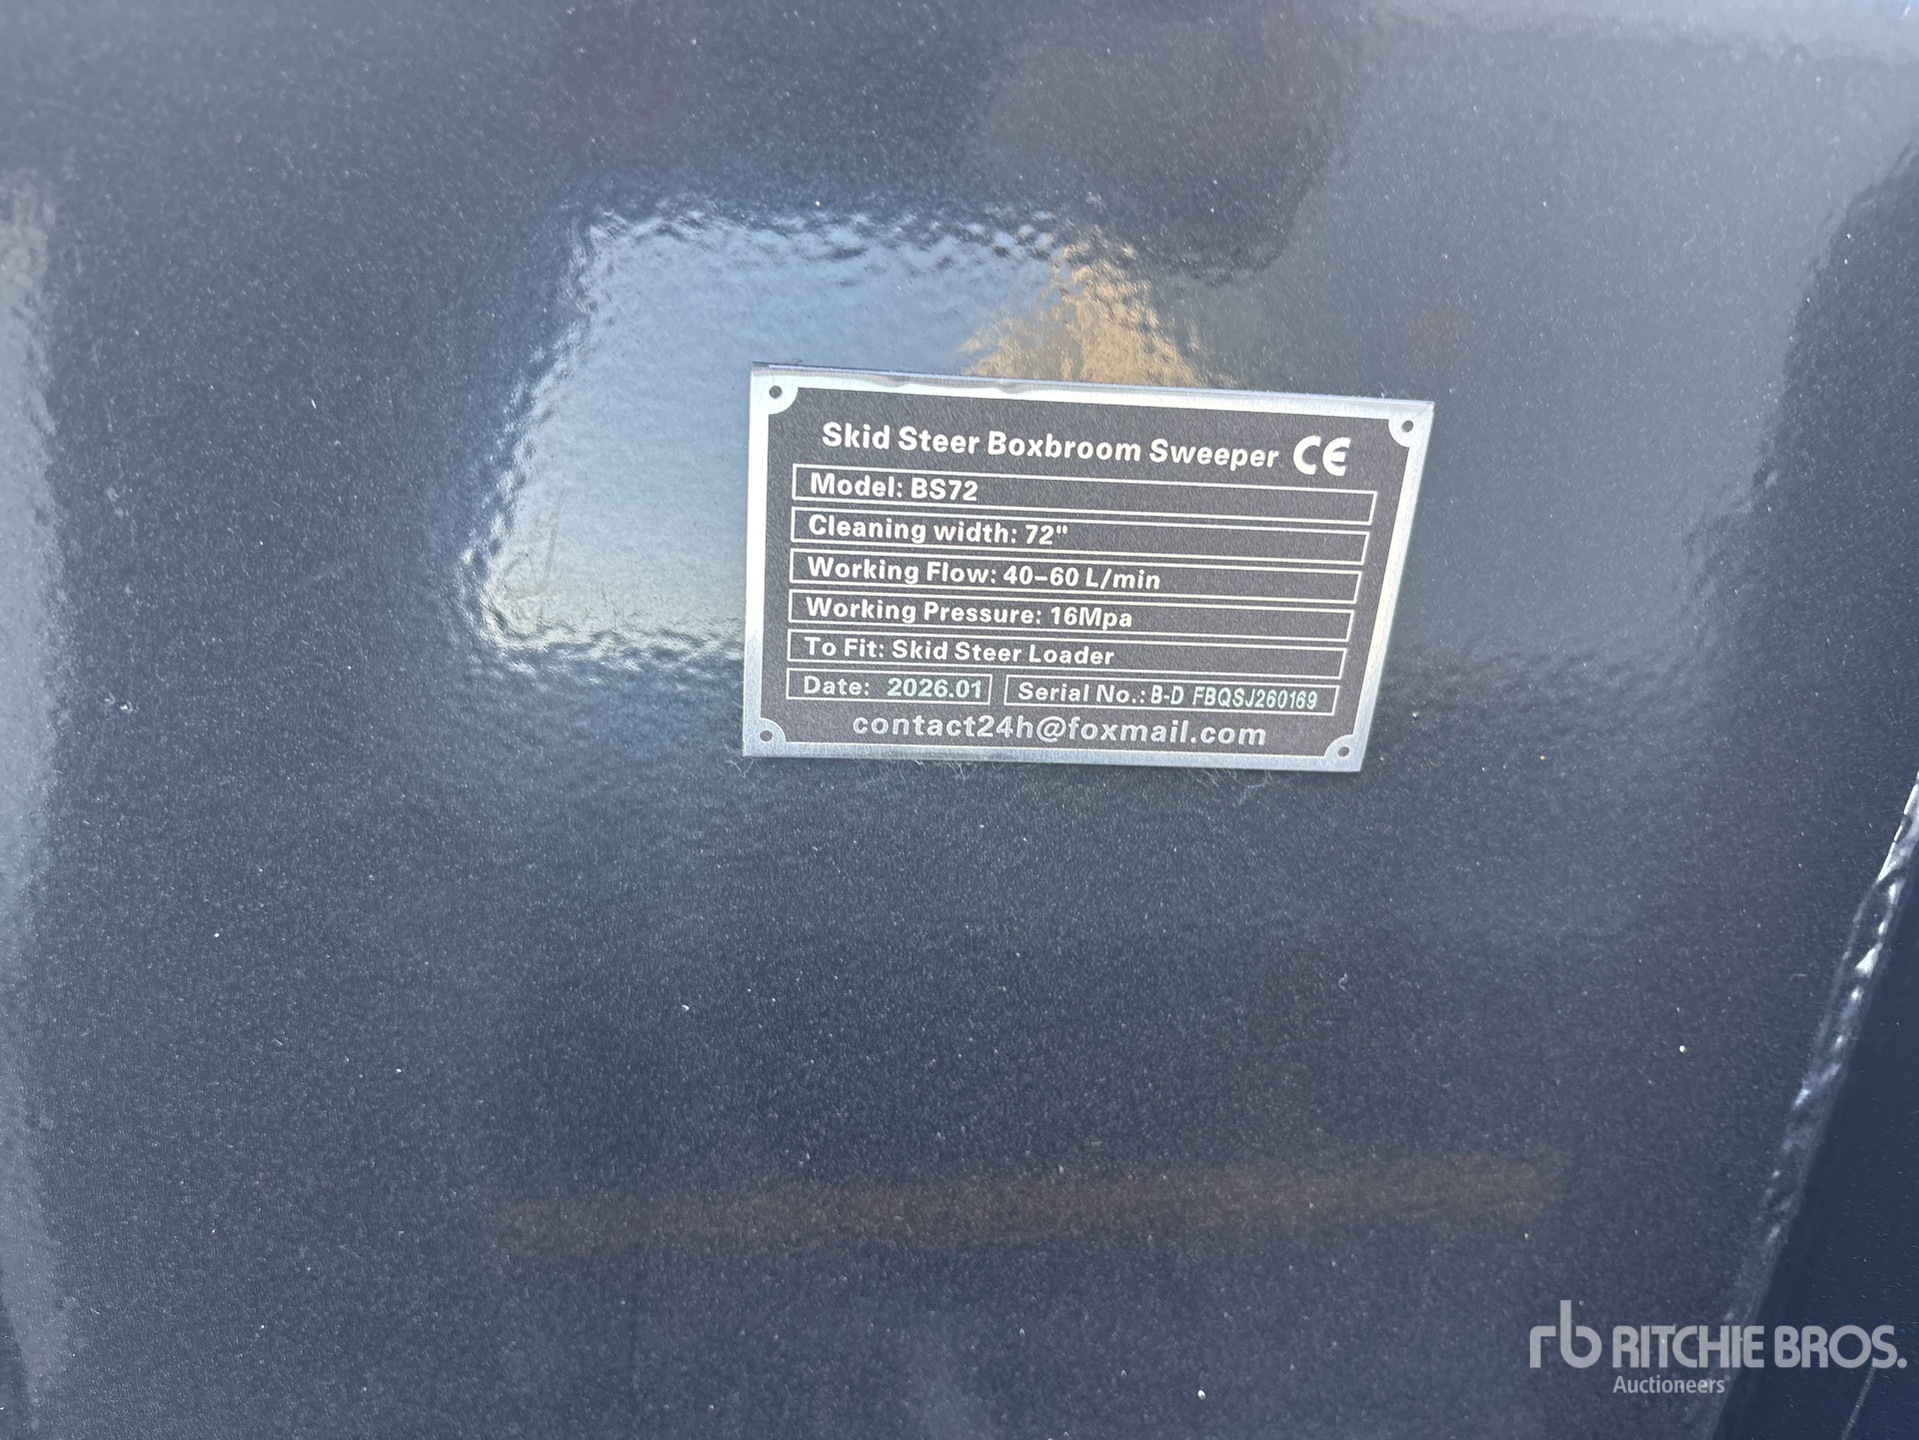 Skid Steer Boxbroom Sweeper CE
Model: BS72
Cleaning width: 72"
Working Flow: 40-60 L/min
Working Pressure: 16Mpa
To Fit: Skid Steer Loader
Date: 2026.01 Serial No.: B-D FBQSJ260169
contact24h@foxmail.com
rb RITCHIE BROS.
Auctioneers